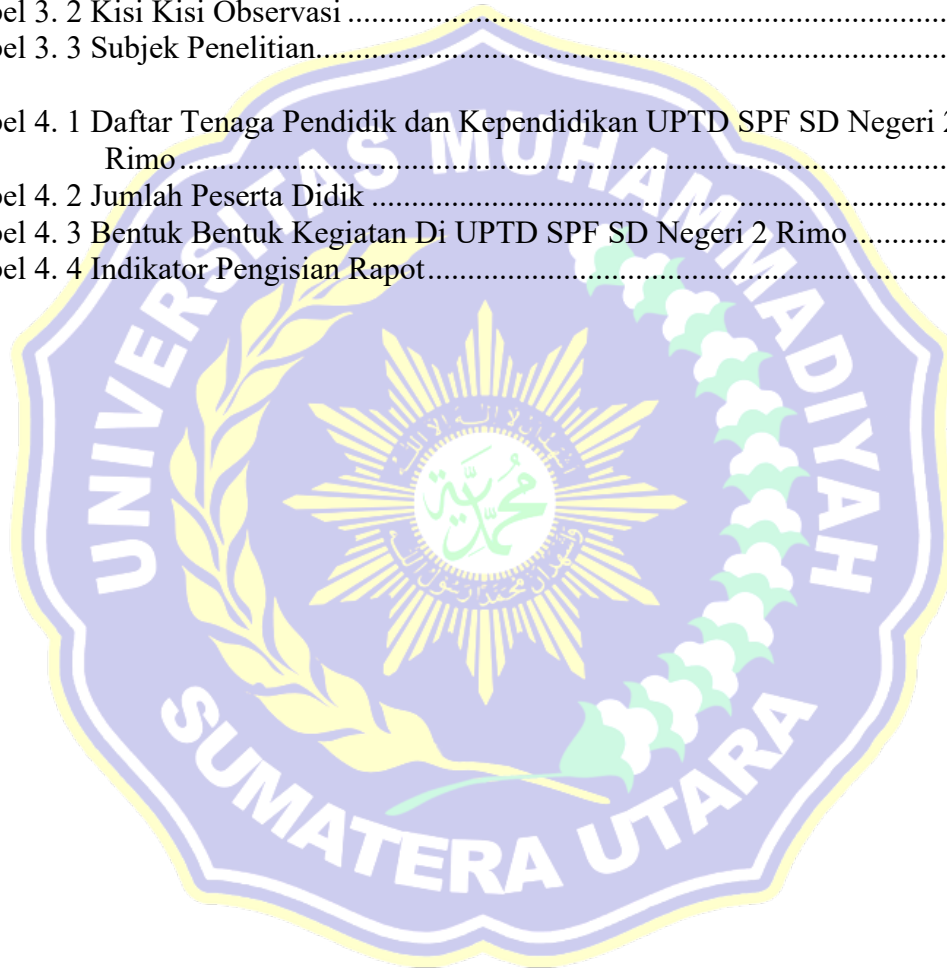 bel 3. 2 Kisi Kisi Observasi ............................................................................
bel 3. 3 Subjek Penelitian................................................................................
bel 4. 1 Daftar Tenaga Pendidik dan Kependidikan UPTD SPF SD Negeri 2
Rimo..................................................................................................
bel 4. 2 Jumlah Peserta Didik .........................................................................
bel 4. 3 Bentuk Bentuk Kegiatan Di UPTD SPF SD Negeri 2 Rimo ............
bel 4. 4 Indikator Pengisian Rapot..................................................................
UNIVERSITAS MUHAMMADIYAH
محمدية
SUMATERA UTARA